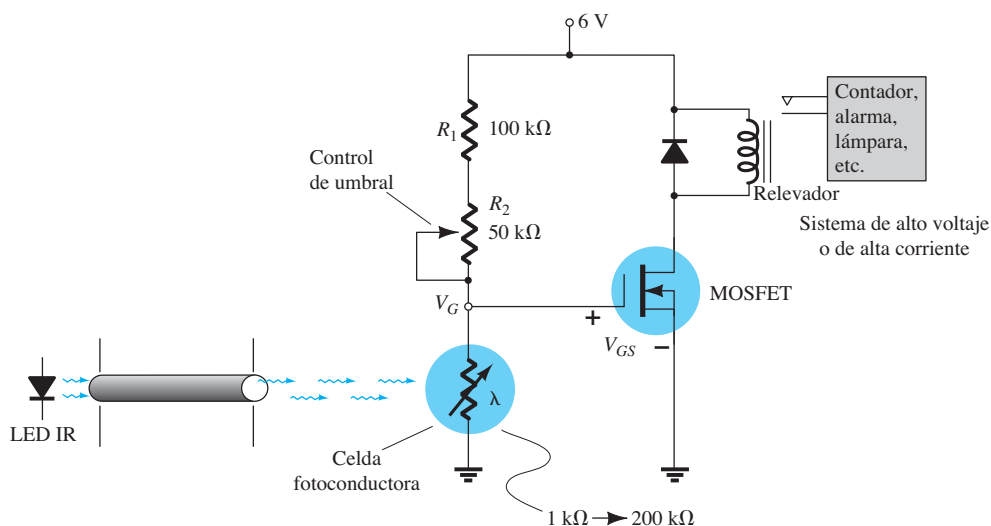 6 V
R1
100 kΩ
Control
de umbral
R2
50 kΩ
Contador,
alarma,
lámpara,
etc.
Relevador
Sistema de alto voltaje
o de alta corriente
VG
MOSFET
+
VGS
–
λ
LED IR
Celda
fotoconductora
1 kΩ → 200 kΩ